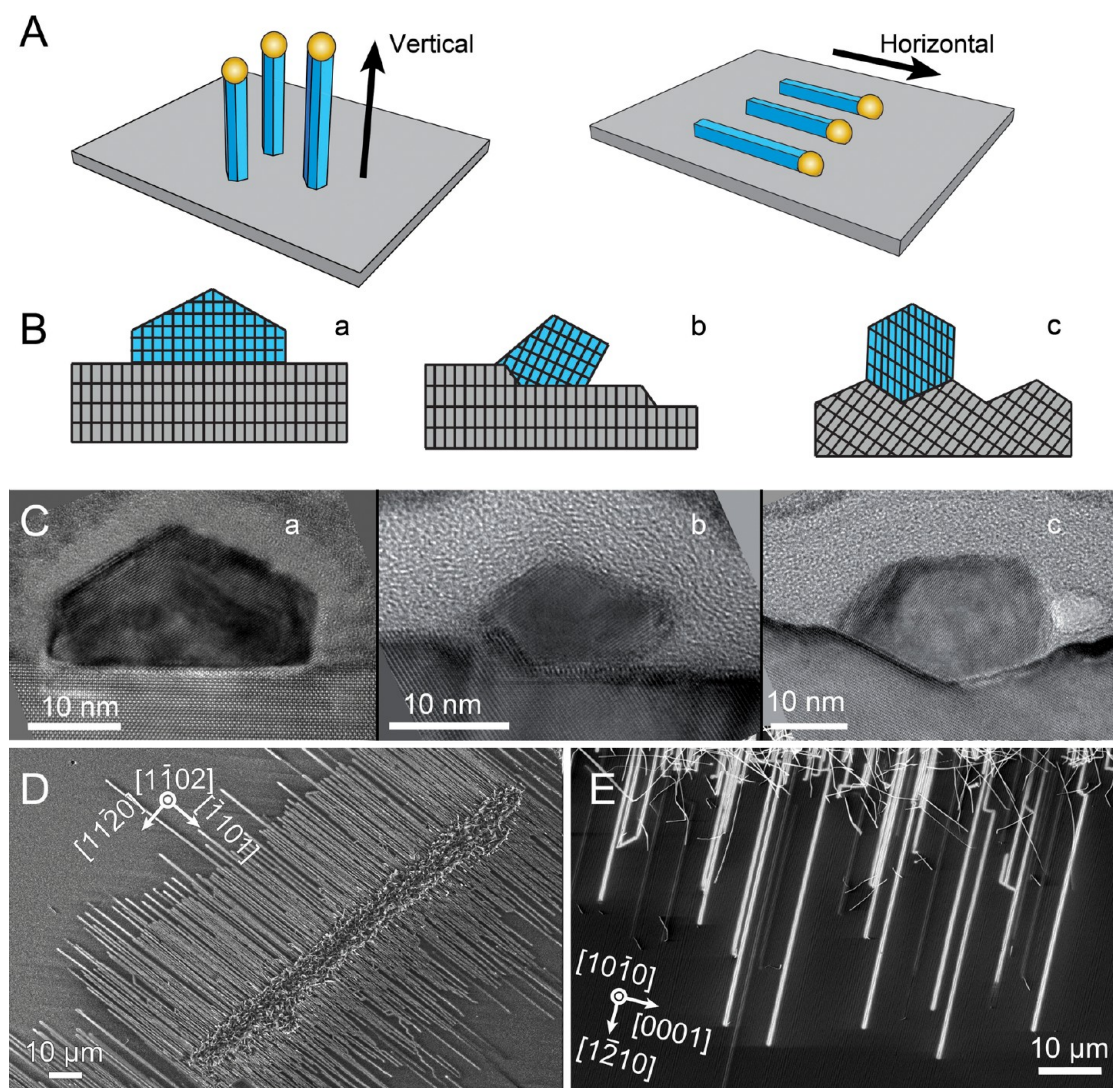 A
Vertical
Horizontal
B
a
b
c
C
a
b
c
10 nm
10 nm
10 nm
D
[11̄02]
[112̄0]
[1̄101̄]
10 µm
E
[101̄0]
[0001]
[12̄10]
10 µm